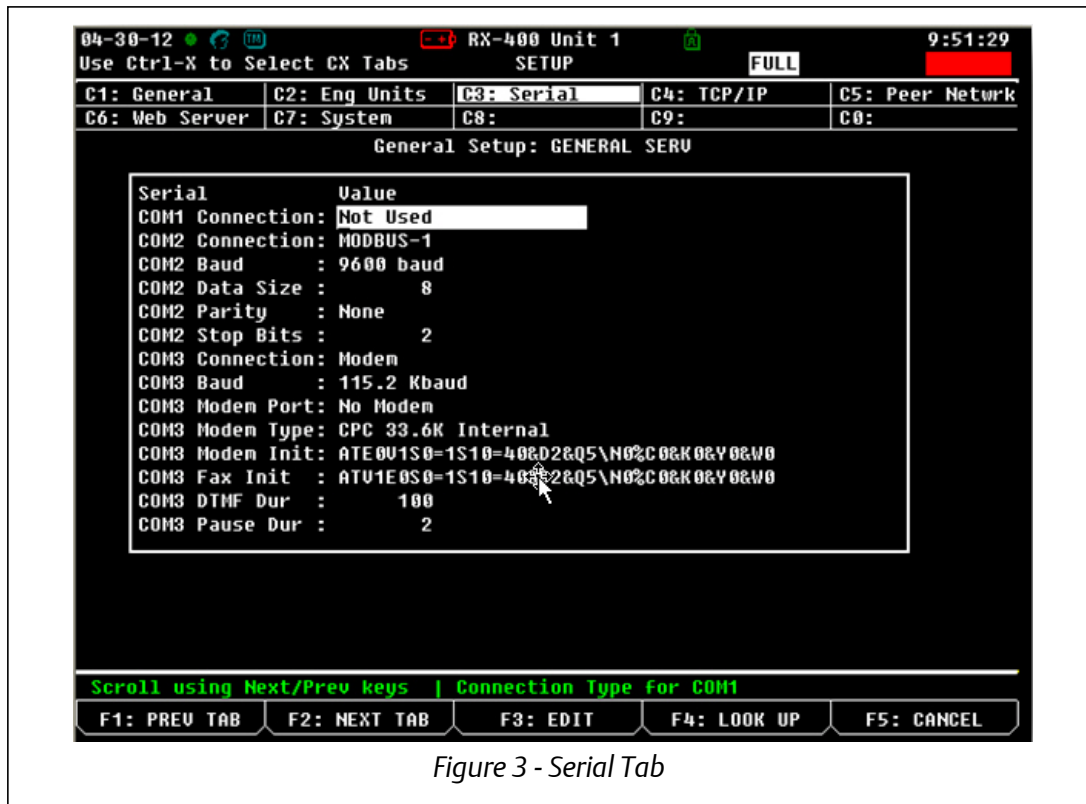 04-30-12 TM - + RX-400 Unit 1 A 9:51:29
Use Ctrl-X to Select CX Tabs SETUP FULL
C1: General C2: Eng Units C3: Serial C4: TCP/IP C5: Peer Netwrk
C6: Web Server C7: System C8: C9: C0:
General Setup: GENERAL SERV
Serial Value
COM1 Connection: Not Used
COM2 Connection: MODBUS-1
COM2 Baud : 9600 baud
COM2 Data Size : 8
COM2 Parity : None
COM2 Stop Bits : 2
COM3 Connection: Modem
COM3 Baud : 115.2 Kbaud
COM3 Modem Port: No Modem
COM3 Modem Type: CPC 33.6K Internal
COM3 Modem Init: ATE0V1S0=1S10=40&D2&Q5\N0%C0&K0&Y0&W0
COM3 Fax Init :
COM3 DTMF Dur : 100
COM3 Pause Dur : 2
Scroll using Next/Prev keys | Connection Type for COM1
F1: PREV TAB F2: NEXT TAB F3: EDIT F4: LOOK UP F5: CANCEL
Figure 3 - Serial Tab